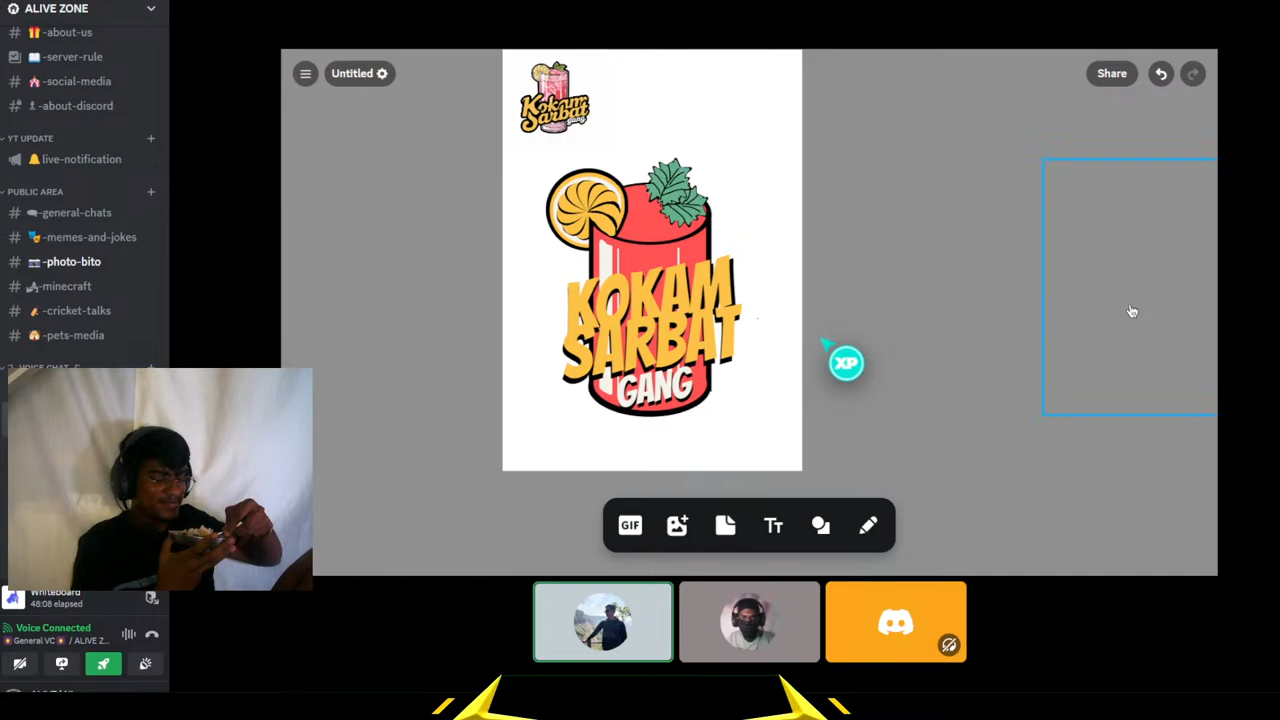 ALIVE ZONE
-about-us
-server-rule
-social-media
-about-discord
YT UPDATE
live-notification
PUBLIC AREA
-general-chats
-memes-and-jokes
-photo-bito
-minecraft
-cricket-talks
-pets-media
Whiteboard
48:08 elapsed
Voice Connected
General VC / ALIVE Z...
Untitled
Share
Kokam
Sarbat
gang
KOKAM
SARBAT
GANG
XP
GIF
TT